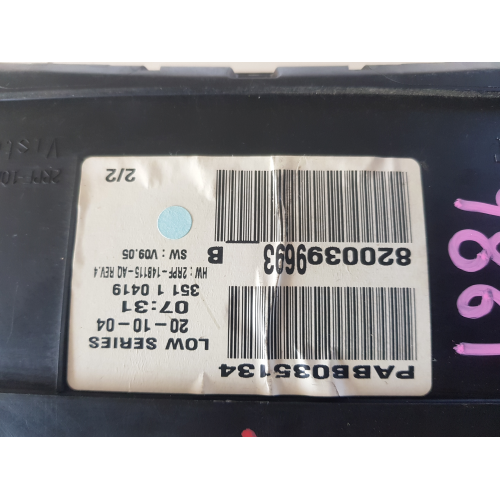 PABB035134
LOW SERIES
20-10-04
07:31
351 1 0419
HW: 2RPF-14B115-AD REV.4
8200399693
B
SW: V09.05
2/2
1986